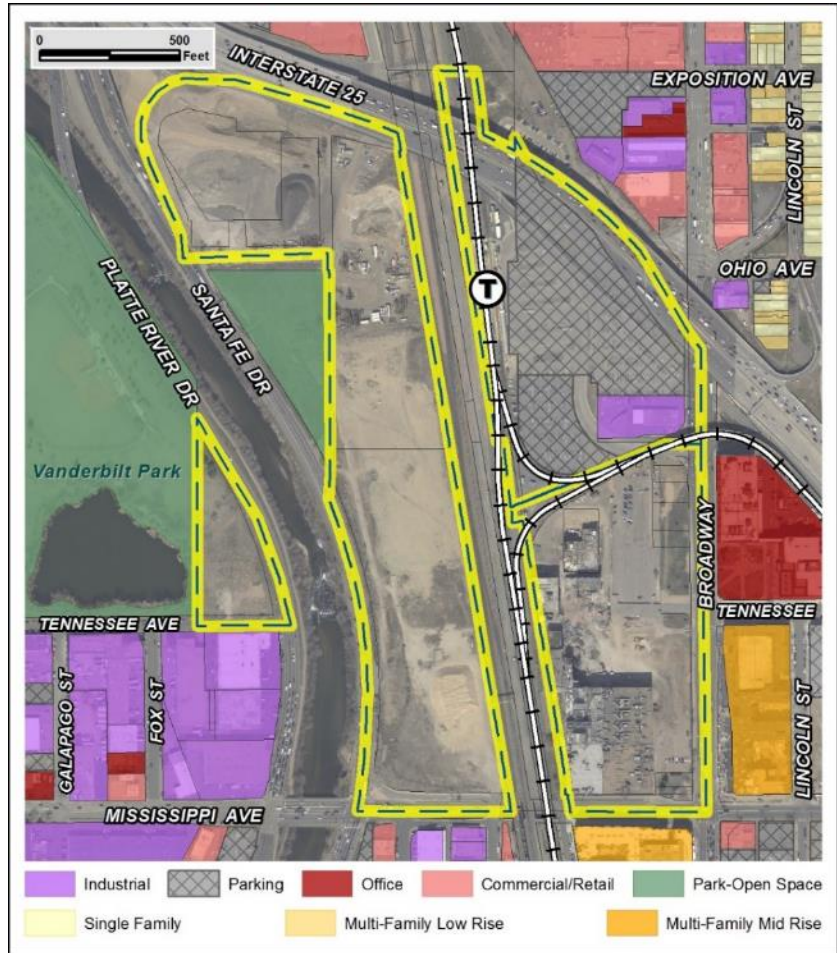 0 500
Feet
INTERSTATE 25
EXPOSITION AVE
LINCOLN ST
OHIO AVE
T
PLATTE RIVER DR
SANTA FE DR
Vanderbilt Park
BROADWAY
TENNESSEE AVE
TENNESSEE
GALAPAGO ST
FOX ST
LINCOLN ST
MISSISSIPPI AVE
Industrial
Parking
Office
Commercial/Retail
Park-Open Space
Single Family
Multi-Family Low Rise
Multi-Family Mid Rise